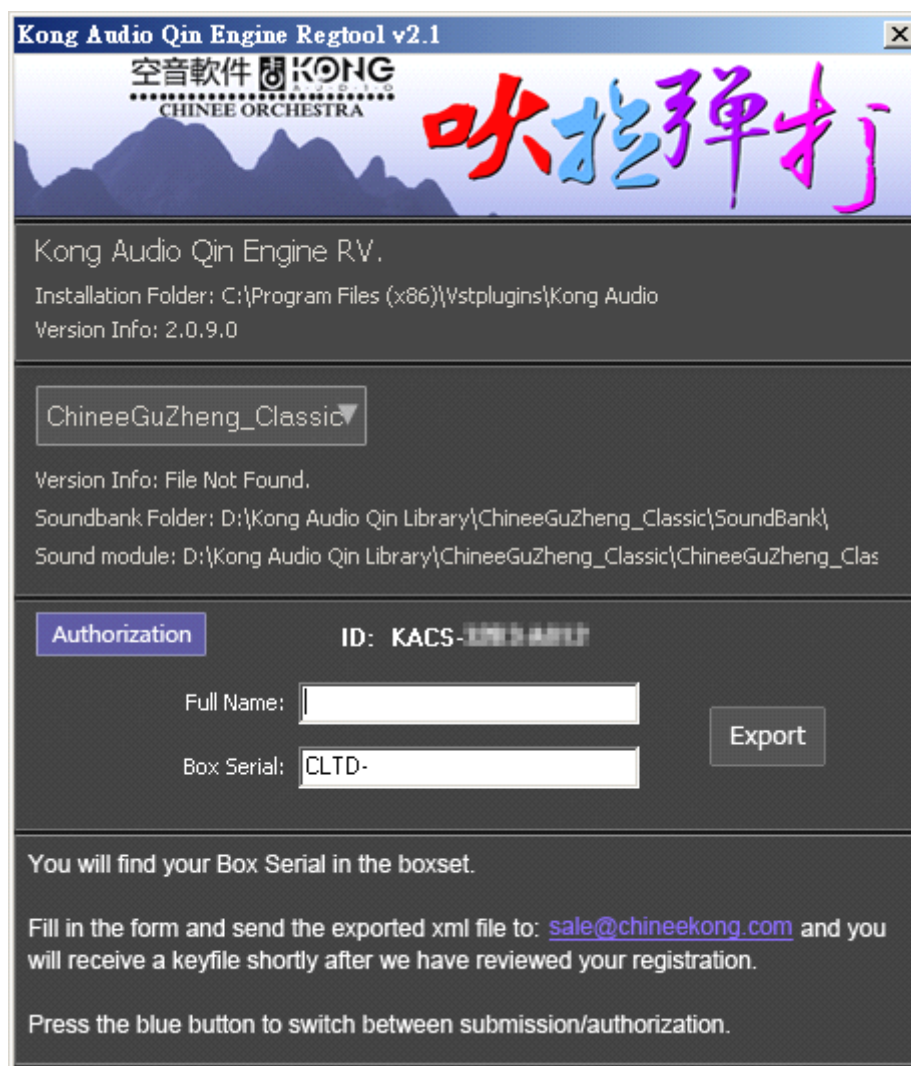 Kong Audio Qin Engine Regtool v2.1
空音軟件 KONG
AUDIO
CHINEE ORCHESTRA
吹拉弹打
Kong Audio Qin Engine RV.
Installation Folder: C:\Program Files (x86)\Vstplugins\Kong Audio
Version Info: 2.0.9.0
ChineeGuZheng_Classic
Version Info: File Not Found.
Soundbank Folder: D:\Kong Audio Qin Library\ChineeGuZheng_Classic\SoundBank\
Sound module: D:\Kong Audio Qin Library\ChineeGuZheng_Classic\ChineeGuZheng_Clas
Authorization
ID: KACS-
Full Name:
Export
Box Serial: CLTD-
You will find your Box Serial in the boxset.
Fill in the form and send the exported xml file to: sale@chineekong.com and you
will receive a keyfile shortly after we have reviewed your registration.
Press the blue button to switch between submission/authorization.